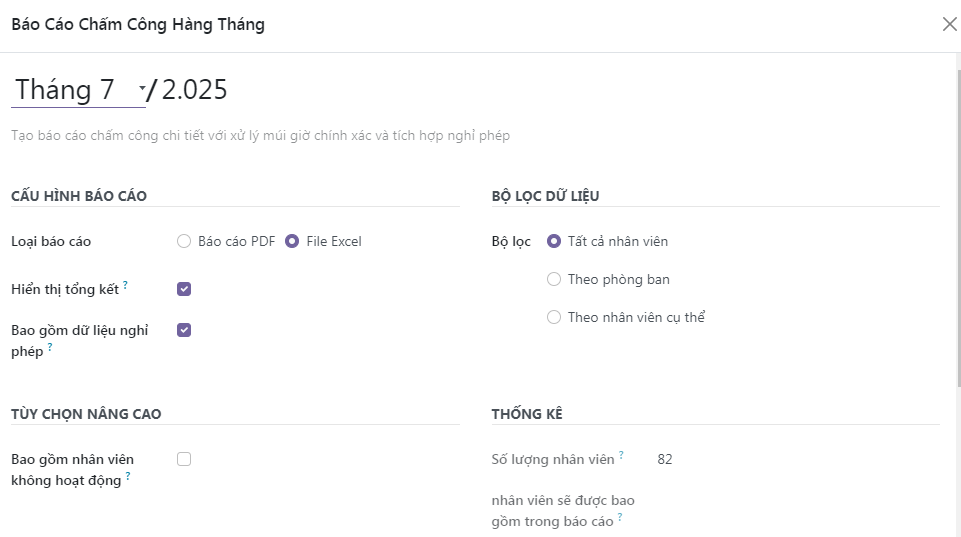 Báo Cáo Chấm Công Hàng Tháng
Tháng 7 / 2.025
Tạo báo cáo chấm công chi tiết với xử lý múi giờ chính xác và tích hợp nghỉ phép
CẤU HÌNH BÁO CÁO
Loại báo cáo
Báo cáo PDF
File Excel
Hiển thị tổng kết ?
Bao gồm dữ liệu nghỉ
phép ?
BỘ LỌC DỮ LIỆU
Bộ lọc
Tất cả nhân viên
Theo phòng ban
Theo nhân viên cụ thể
TÙY CHỌN NÂNG CAO
Bao gồm nhân viên
không hoạt động ?
THỐNG KÊ
Số lượng nhân viên ? 82
nhân viên sẽ được bao
gồm trong báo cáo ?